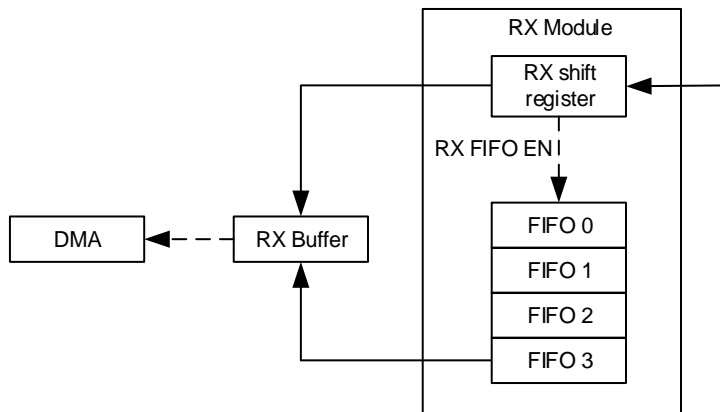 RX Module
RX shift
register
RX FIFO EN
FIFO 0
DMA
RX Buffer
FIFO 1
FIFO 2
FIFO 3